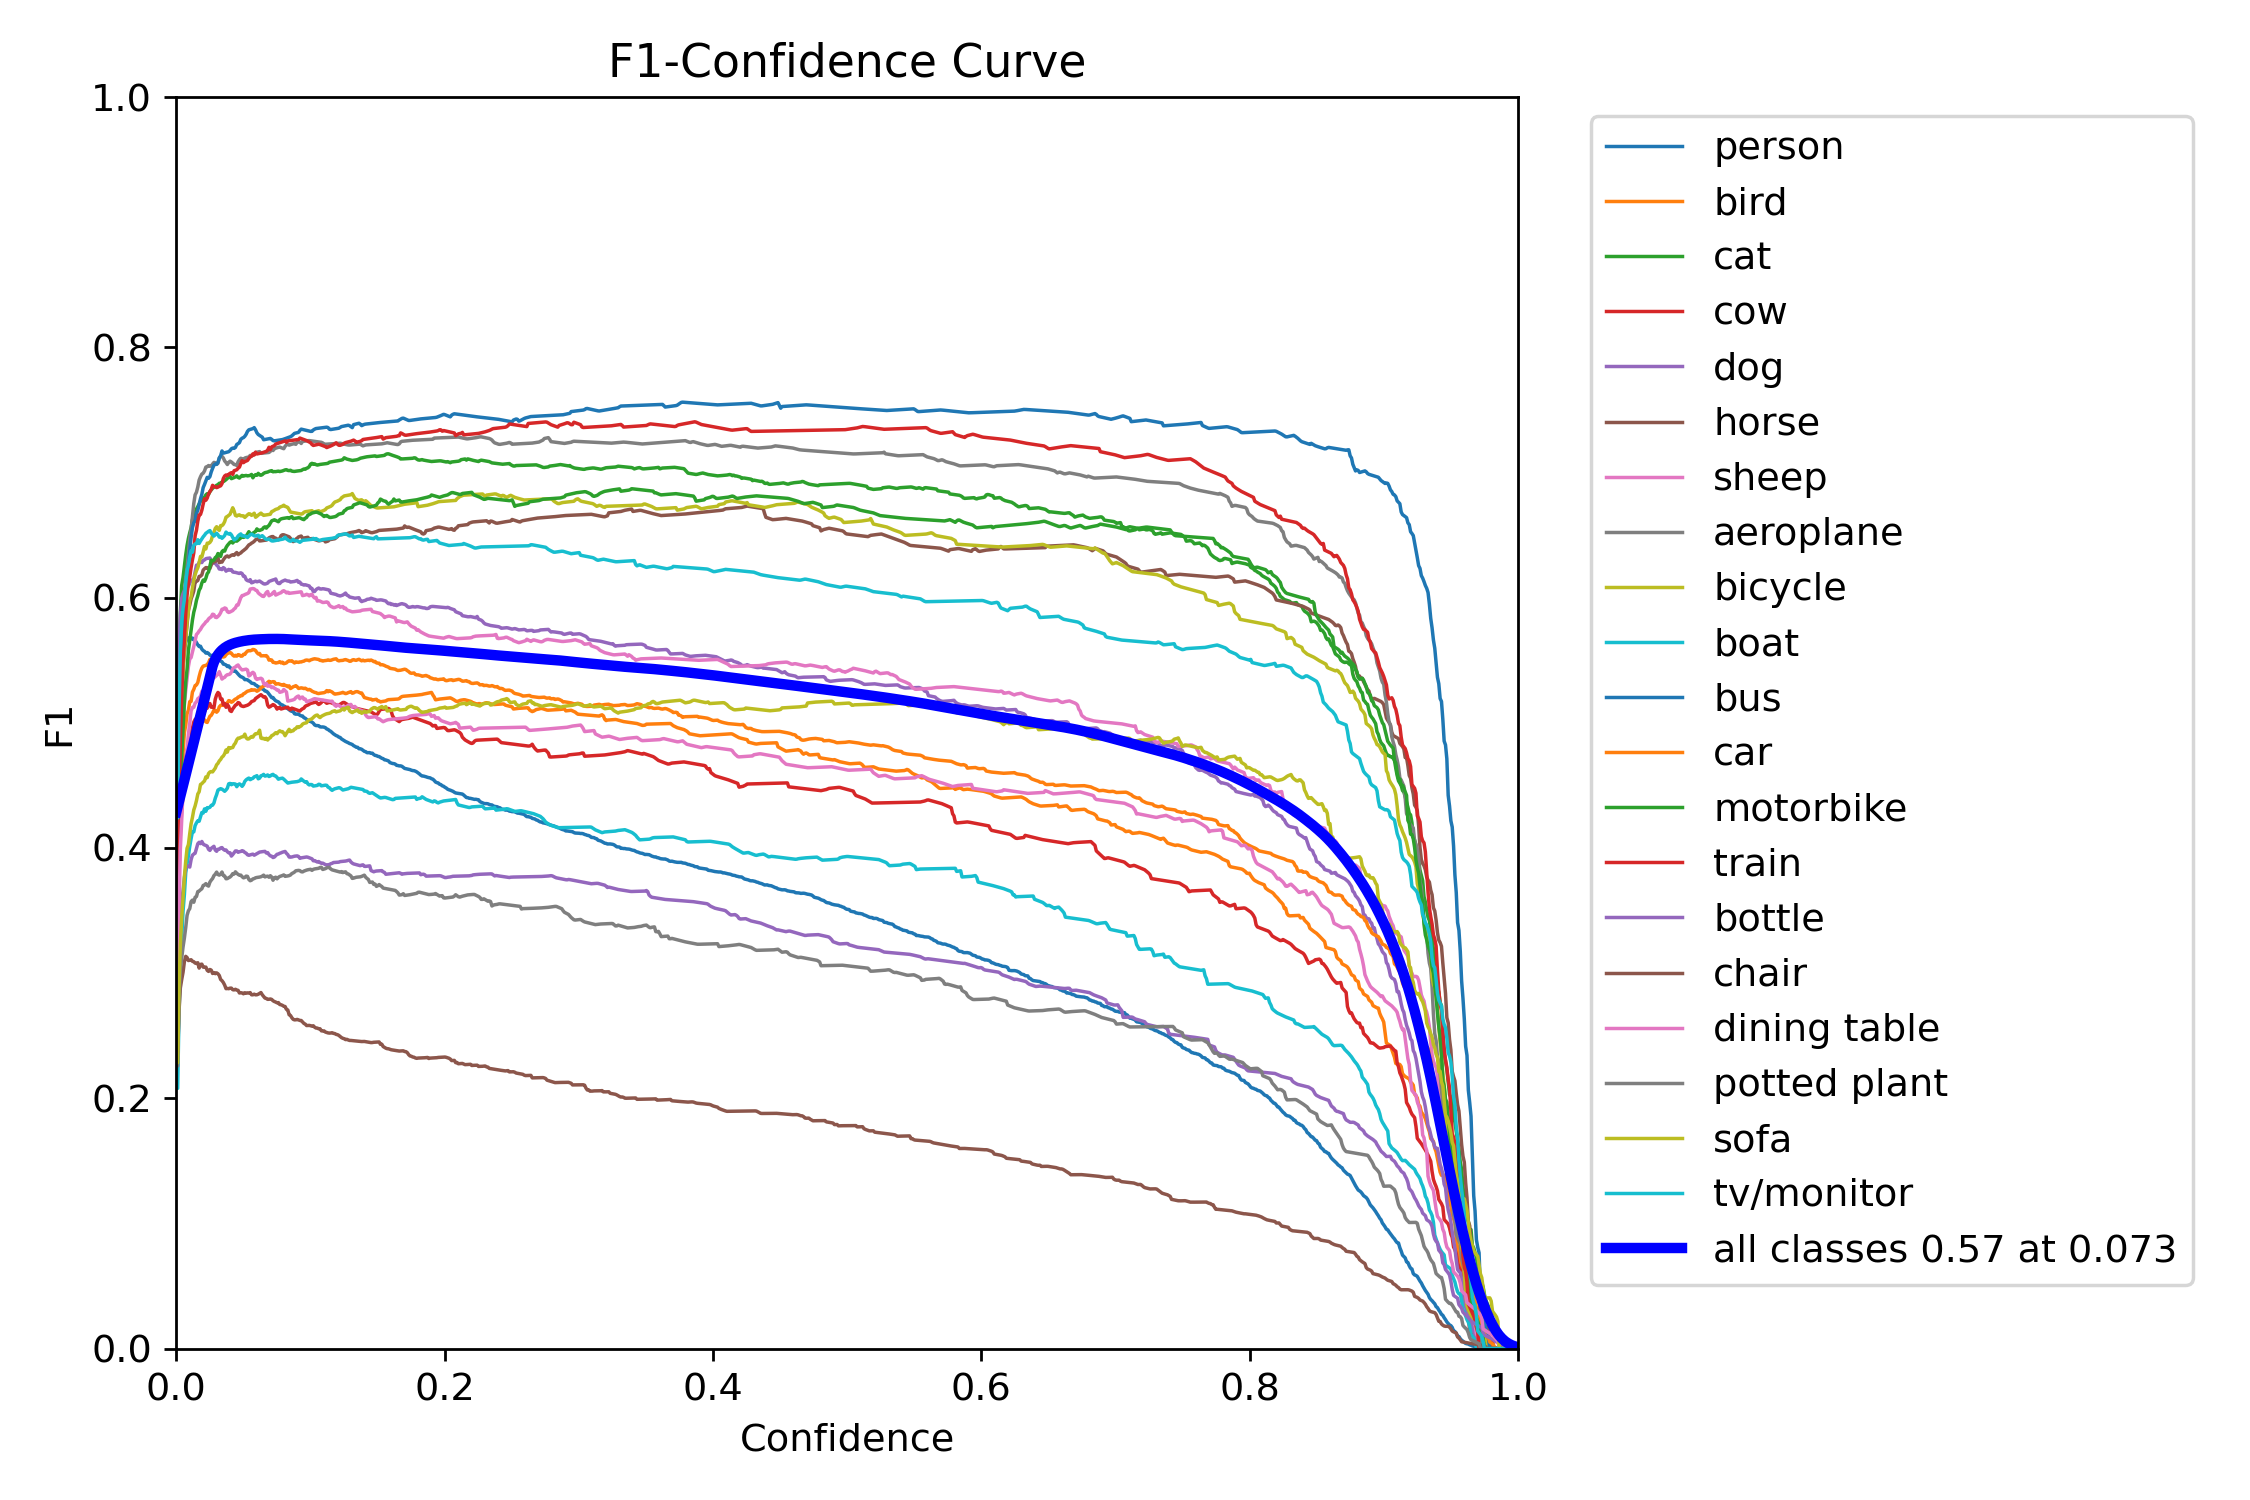 F1-Confidence Curve
1.0
0.8
0.6
0.4
0.2
0.0
F1
0.0 0.2 0.4 0.6 0.8 1.0
Confidence
person
bird
cat
cow
dog
horse
sheep
aeroplane
bicycle
boat
bus
car
motorbike
train
bottle
chair
dining table
potted plant
sofa
tv/monitor
all classes 0.57 at 0.073